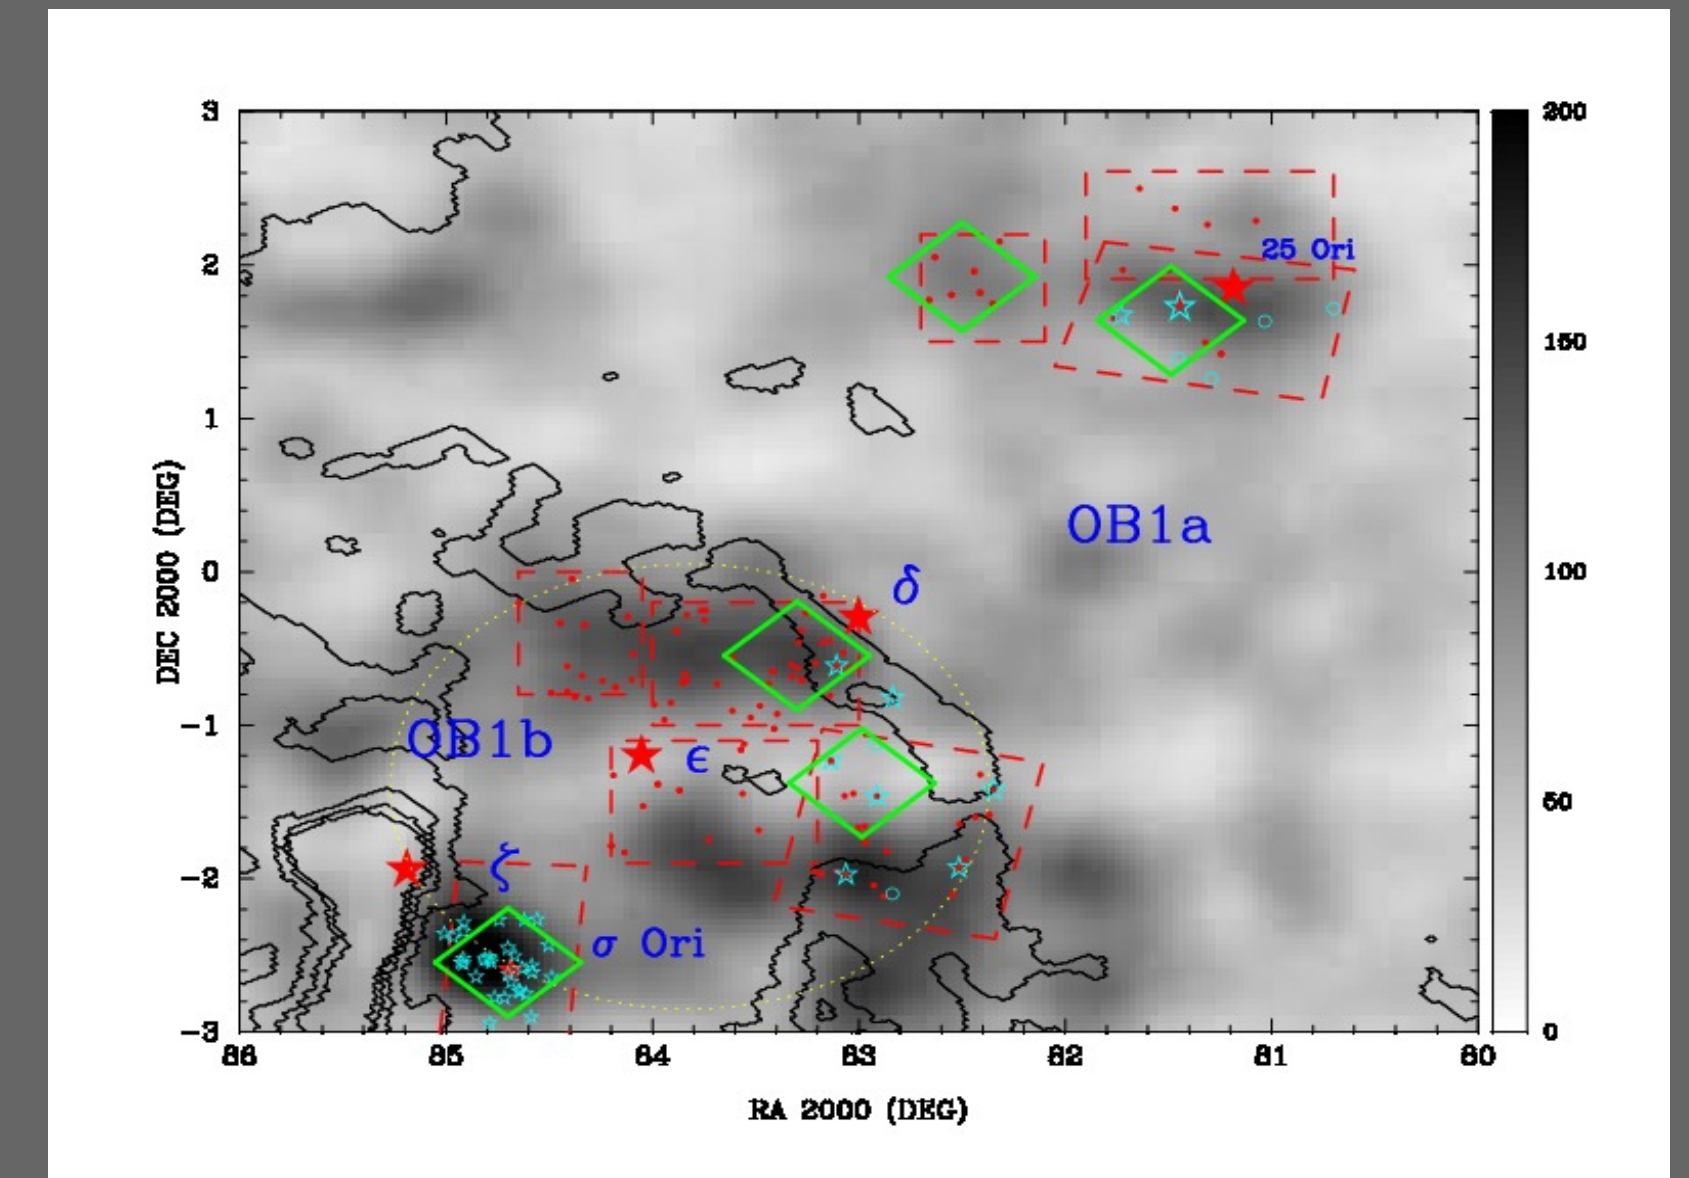 3
200
25 Ori
2
150
1
OB1a
DEC 2000 (DEG)
0
δ
100
-1
OB1b
ϵ
50
ζ
-2
σ Ori
-3
0
86 85 84 83 82 81 80
RA 2000 (DEG)